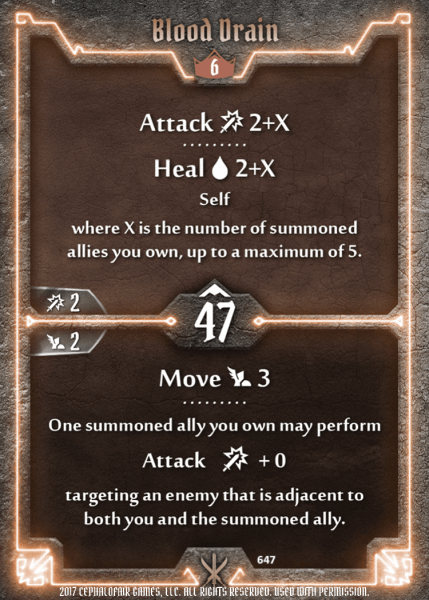 Blood Drain
6
Attack 2+X
Heal 2+X
Self
where X is the number of summoned
allies you own, up to a maximum of 5.
2
47
2
Move 3
One summoned ally you own may perform
Attack +0
targeting an enemy that is adjacent to
both you and the summoned ally.
647
2017 CEPHALOFAIR GAMES, LLC. ALL RIGHTS RESERVED. USED WITH PERMISSION.